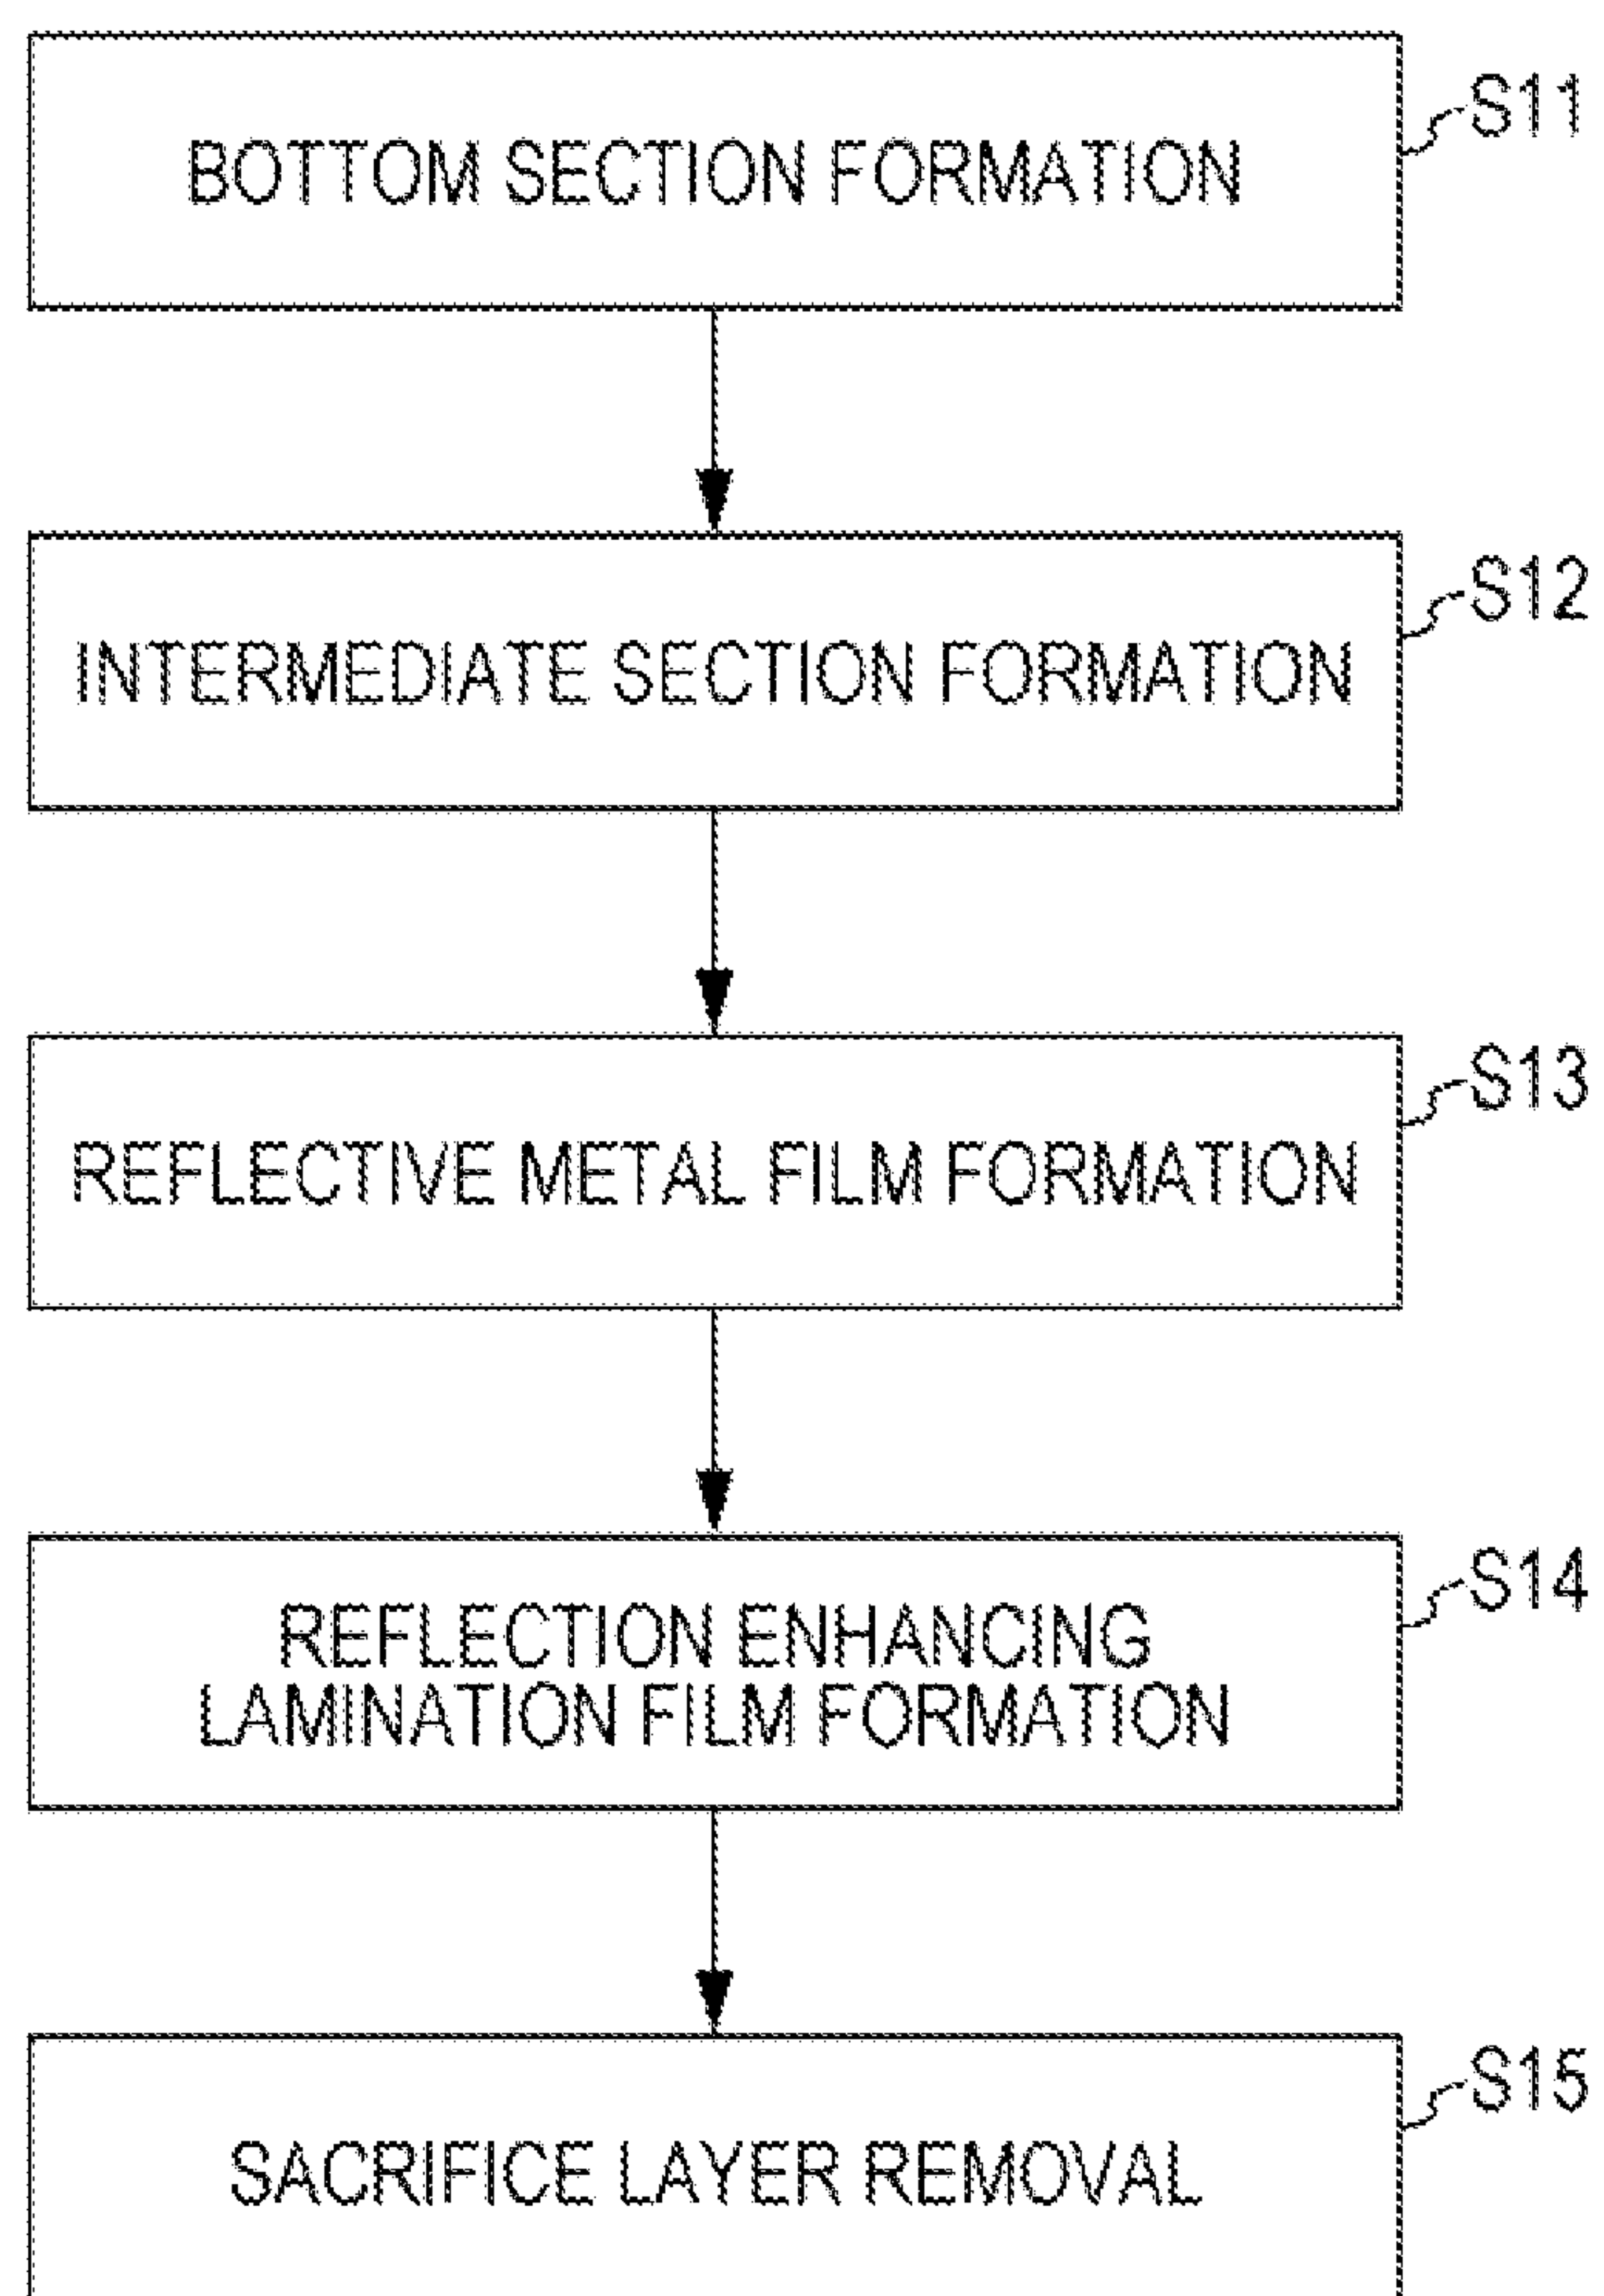 S11
BOTTOM SECTION FORMATION
S12
INTERMEDIATE SECTION FORMATION
S13
REFLECTIVE METAL FILM FORMATION
S14
REFLECTION ENHANCING
LAMINATION FILM FORMATION
S15
SACRIFICE LAYER REMOVAL